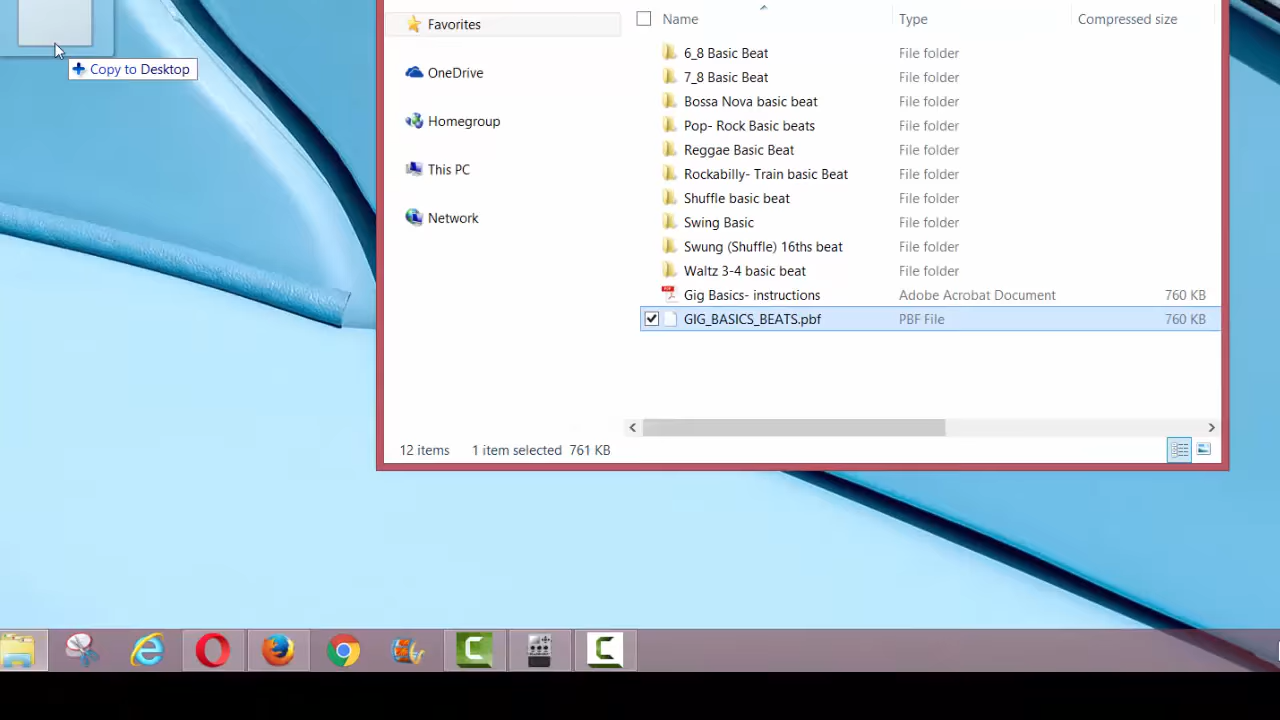 Copy to Desktop
Favorites
OneDrive
Homegroup
This PC
Network
Name Type Compressed size
6_8 Basic Beat File folder
7_8 Basic Beat File folder
Bossa Nova basic beat File folder
Pop- Rock Basic beats File folder
Reggae Basic Beat File folder
Rockabilly- Train basic Beat File folder
Shuffle basic beat File folder
Swing Basic File folder
Swung (Shuffle) 16ths beat File folder
Waltz 3-4 basic beat File folder
Gig Basics- instructions Adobe Acrobat Document 760 KB
GIG_BASICS_BEATS.pbf PBF File 760 KB
12 items 1 item selected 761 KB